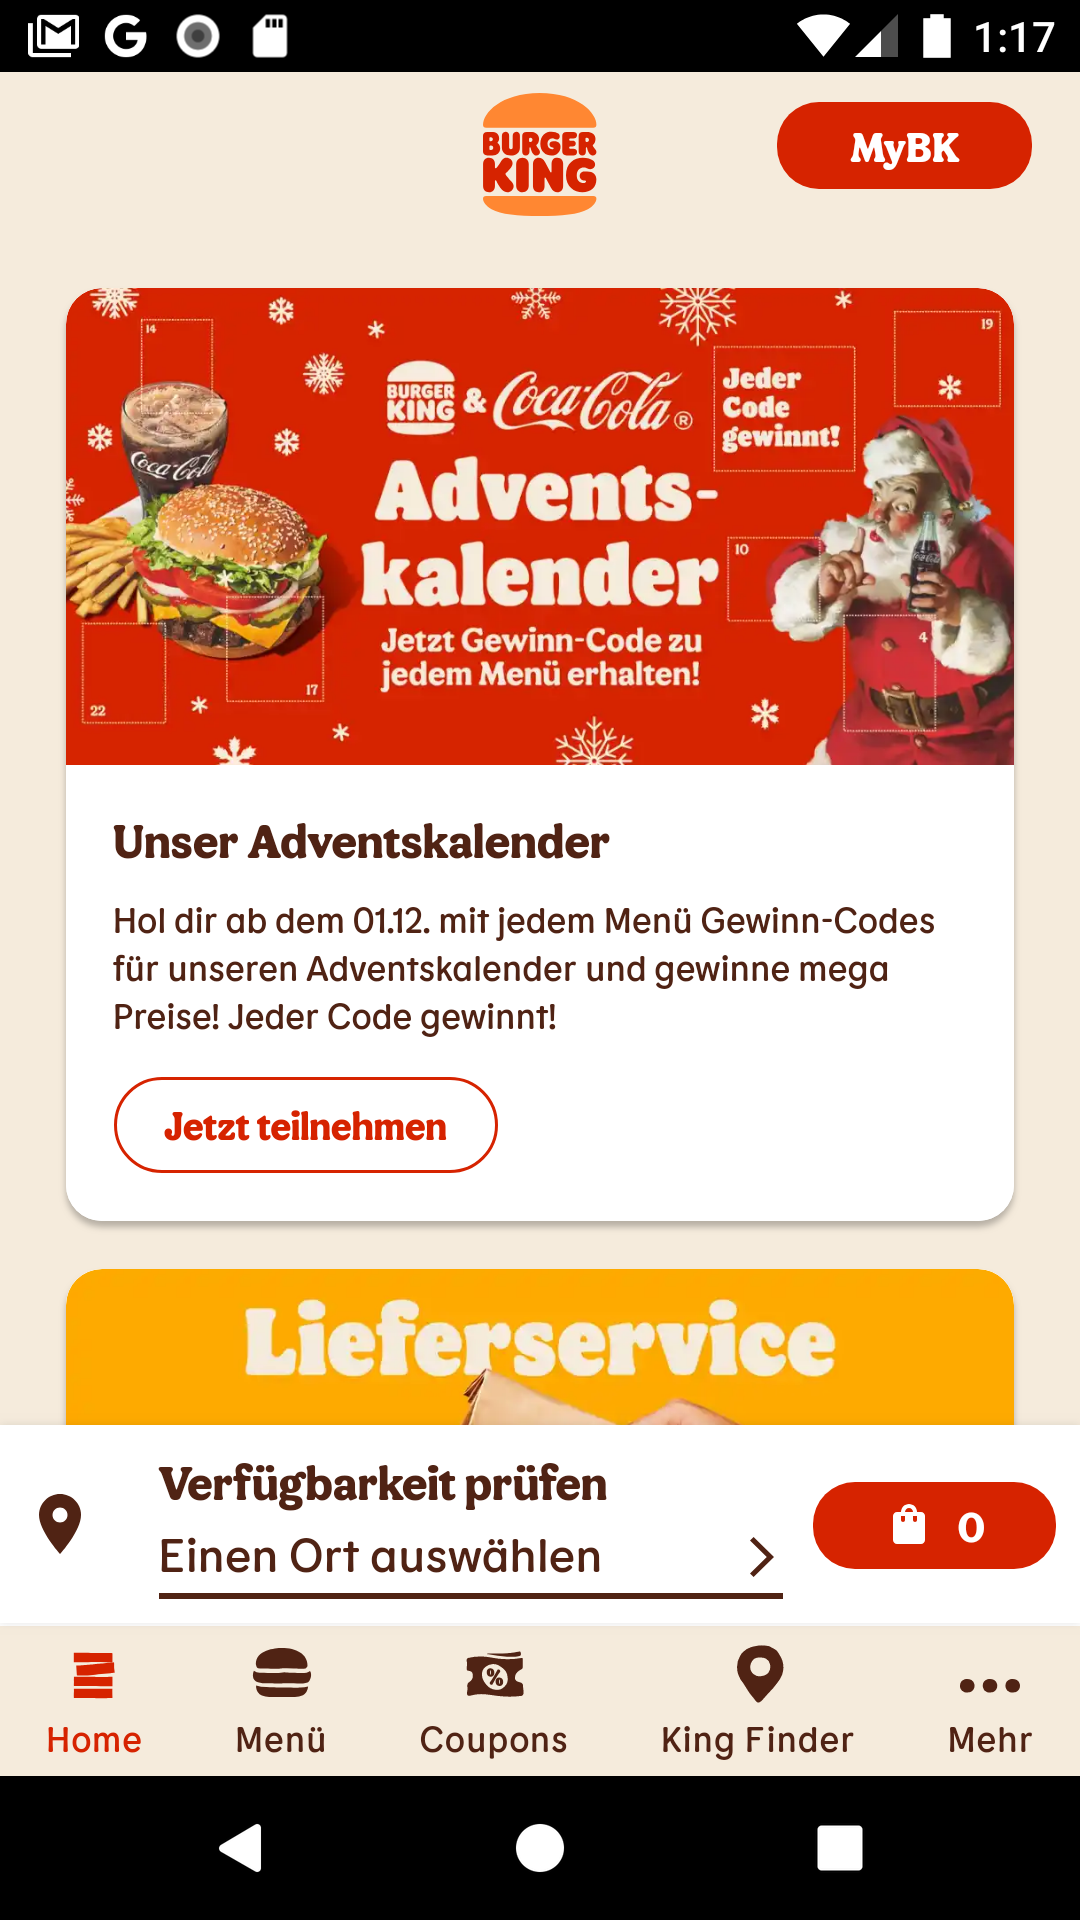 1:17
BURGER
KING
MyBK
14
19
BURGER
KING & Coca-Cola ®
Jeder
Code
gewinnt!
Coca-Cola
Advents-
kalender
10
Jetzt Gewinn-Code zu
jedem Menü erhalten!
4
17
22
Unser Adventskalender
Hol dir ab dem 01.12. mit jedem Menü Gewinn-Codes
für unseren Adventskalender und gewinne mega
Preise! Jeder Code gewinnt!
Jetzt teilnehmen
Lieferservice
Verfügbarkeit prüfen
Einen Ort auswählen
0
%
Home
Menü
Coupons
King Finder
Mehr